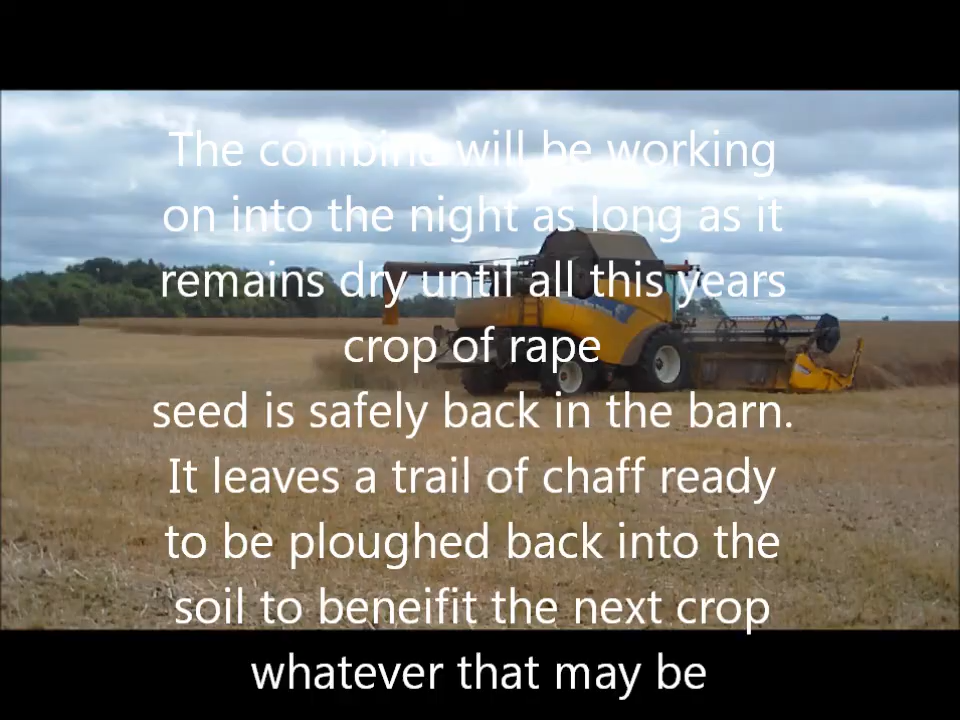 The combine will be working
on into the night as long as it
remains dry until all this years
crop of rape
seed is safely back in the barn.
It leaves a trail of chaff ready
to be ploughed back into the
soil to beneifit the next crop
whatever that may be